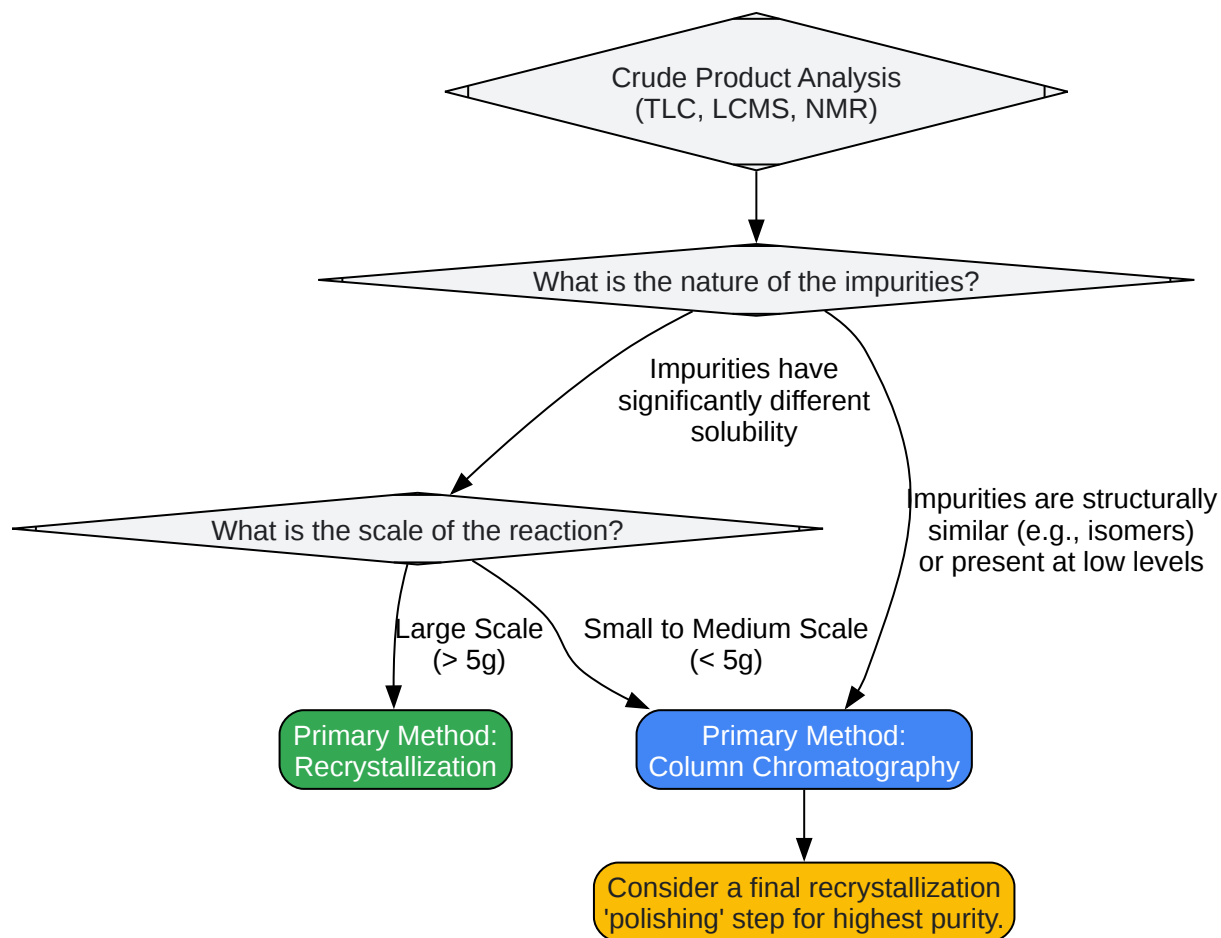 Crude Product Analysis
(TLC, LCMS, NMR)
What is the nature of the impurities?
Impurities have
significantly different
solubility
Impurities are structurally
similar (e.g., isomers)
or present at low levels
What is the scale of the reaction?
Large Scale
(> 5g)
Small to Medium Scale
(< 5g)
Primary Method:
Recrystallization
Primary Method:
Column Chromatography
Consider a final recrystallization
'polishing' step for highest purity.